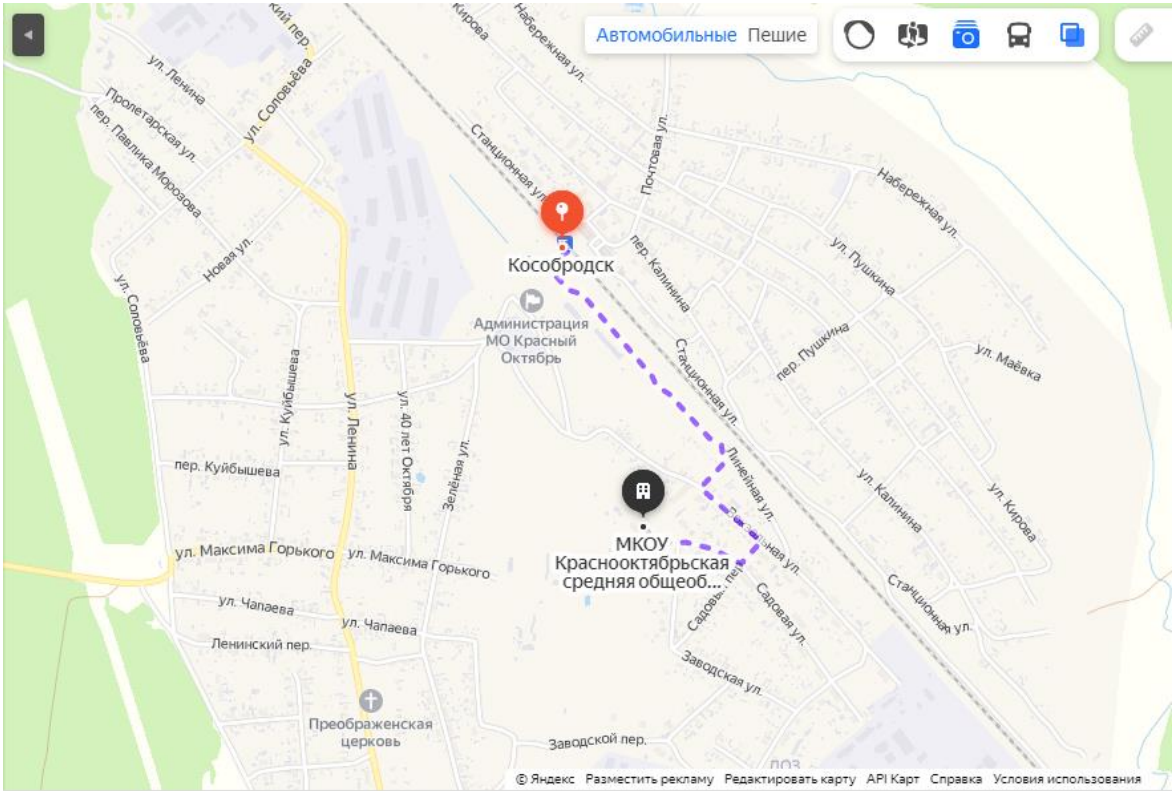 Автомобильные Пешие
Кирова
Набережная ул.
ул. Ленина
ул. Соловьёва
Пролетарская ул.
пер. Павлика Морозова
Станционная ул.
Почтовая ул.
Набережная ул.
Новая ул.
Кособродск
пер. Калинина
ул. Пушкина
ул. Соловьёва
Администрация
МО Красный
Октябрь
пер. Пушкина
ул. Маёвка
Станционная ул.
ул. Куйбышева
ул. Ленина
ул. 40 лет Октября
Зелёная ул.
пер. Куйбышева
Линейная ул.
ул. Калинина
ул. Кирова
ул. Максима Горького
ул. Максима Горького
МКОУ
Краснооктябрьская
средняя общеоб...
Садовая ул.
Станционная ул.
ул. Чапаева
ул. Чапаева
Ленинский пер.
Заводская ул.
Преображенская
церковь
Заводской пер.
ЛОЗ
© Яндекс Разместить рекламу Редактировать карту API Карт Справка Условия использования